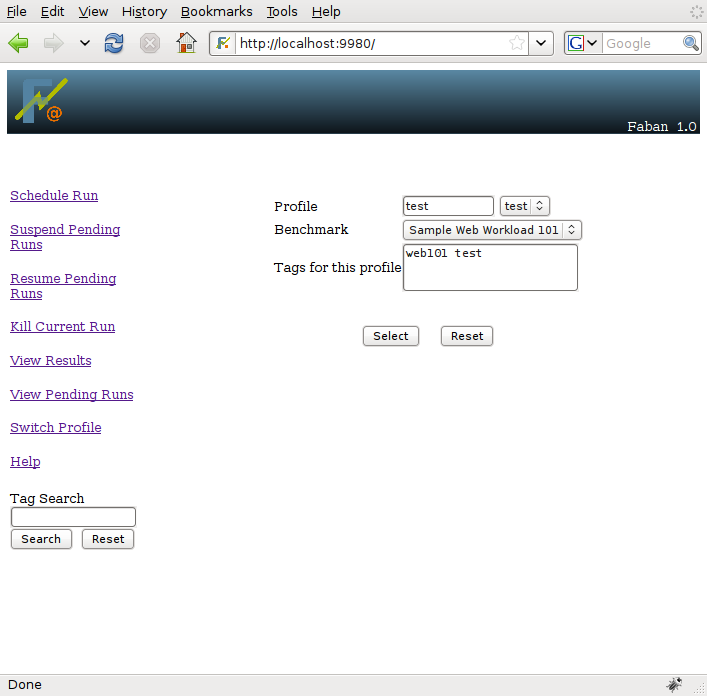 File Edit View History Bookmarks Tools Help
http://localhost:9980/ G Google
F @
Faban 1.0
Schedule Run
Suspend Pending
Runs
Resume Pending
Runs
Kill Current Run
View Results
View Pending Runs
Switch Profile
Help
Tag Search
Search Reset
Profile test test
Benchmark Sample Web Workload 101
Tags for this profile web101 test
Select Reset
Done